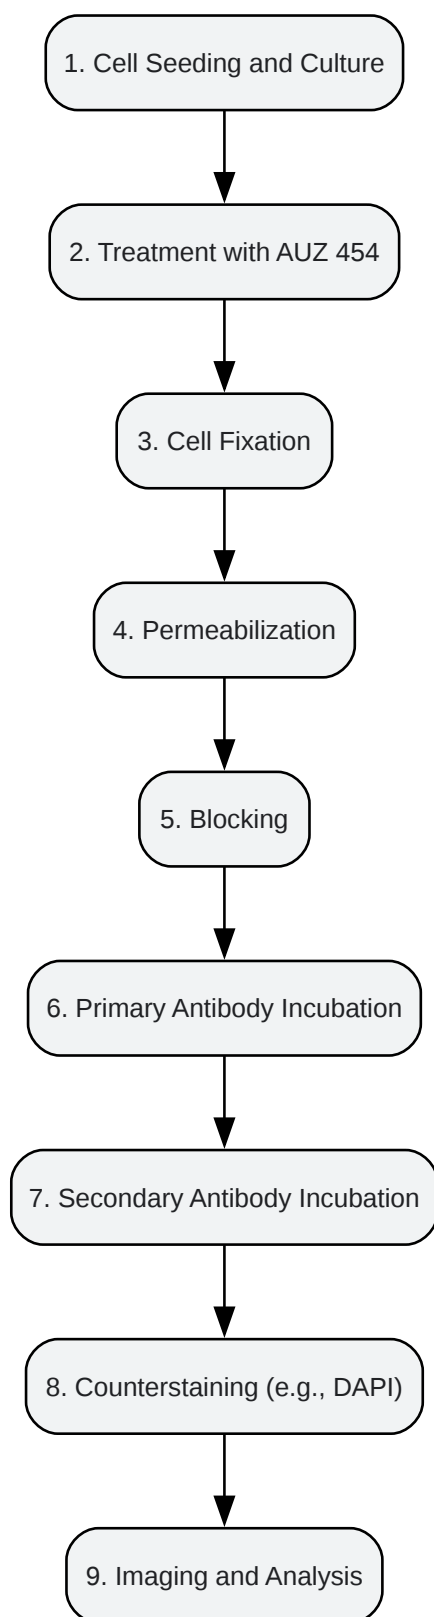 1. Cell Seeding and Culture
2. Treatment with AUZ 454
3. Cell Fixation
4. Permeabilization
5. Blocking
6. Primary Antibody Incubation
7. Secondary Antibody Incubation
8. Counterstaining (e.g., DAPI)
9. Imaging and Analysis